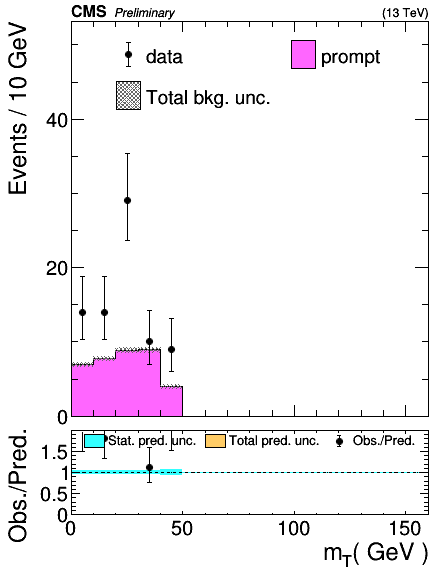 CMS Preliminary (13 TeV)
data prompt
Total bkg. unc.
Events / 10 GeV
40
20
0
Stat. pred. unc. Total pred. unc. Obs./Pred.
Obs./Pred.
1.5
1
0.5
0
0 50 100 150
m_T( GeV )